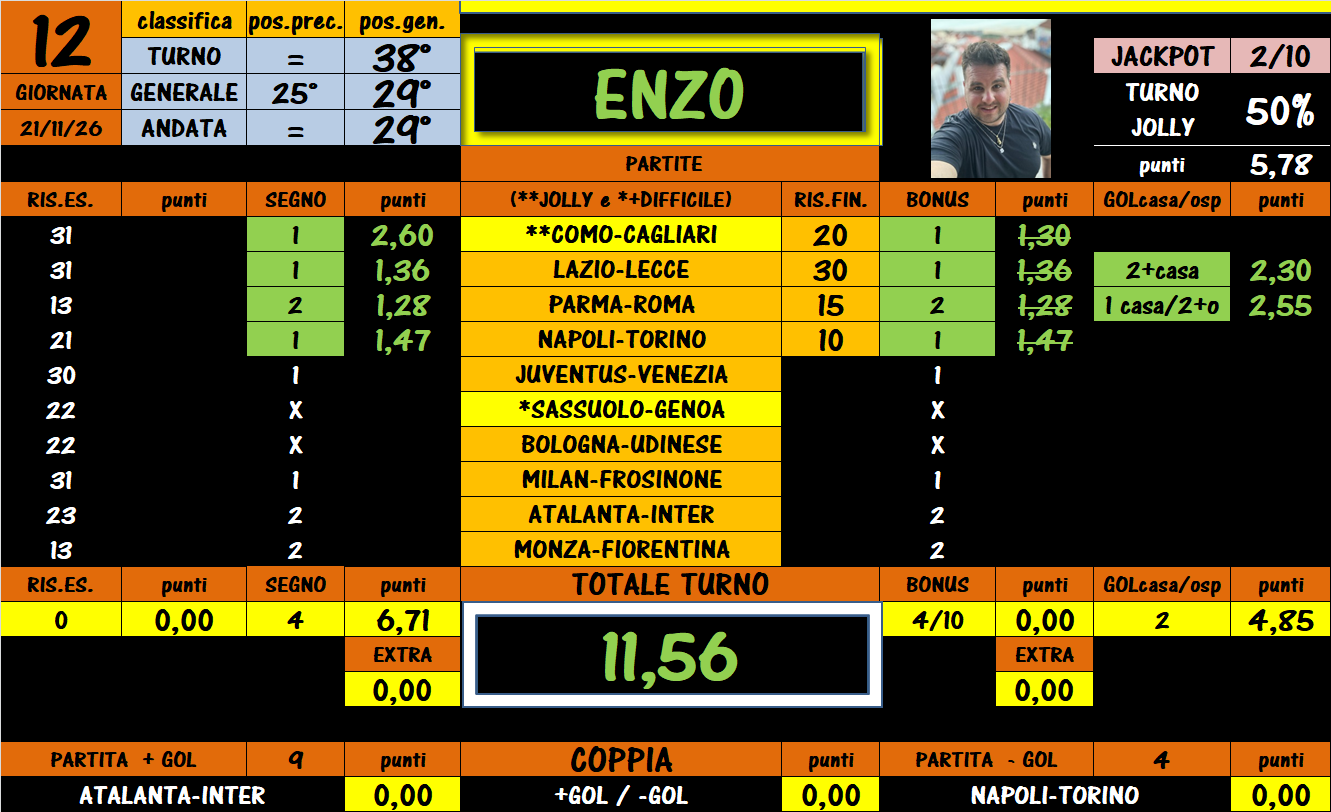 12 classifica pos.prec. pos.gen.
TURNO = 38° JACKPOT 2/10
ENZO
GIORNATA GENERALE 25° 29° TURNO 50%
21/11/26 ANDATA = 29° JOLLY
PARTITE punti 5,78
RIS.ES. punti SEGNO punti (**JOLLY e *+DIFFICILE) RIS.FIN. BONUS punti GOLcasa/osp punti
31 1 2,60 **COMO-CAGLIARI 20 1 1,30
31 1 1,36 LAZIO-LECCE 30 1 1,36 2+casa 2,30
13 2 1,28 PARMA-ROMA 15 2 1,28 1 casa/2+o 2,55
21 1 1,47 NAPOLI-TORINO 10 1 1,47
30 1 JUVENTUS-VENEZIA 1
22 X *SASSUOLO-GENOA X
22 X BOLOGNA-UDINESE X
31 1 MILAN-FROSINONE 1
23 2 ATALANTA-INTER 2
13 2 MONZA-FIORENTINA 2
RIS.ES. punti SEGNO punti TOTALE TURNO BONUS punti GOLcasa/osp punti
0 0,00 4 6,71 4/10 0,00 2 4,85
EXTRA 11,56 EXTRA
0,00 0,00
PARTITA + GOL 9 punti COPPIA punti PARTITA - GOL 4 punti
ATALANTA-INTER 0,00 +GOL / -GOL 0,00 NAPOLI-TORINO 0,00